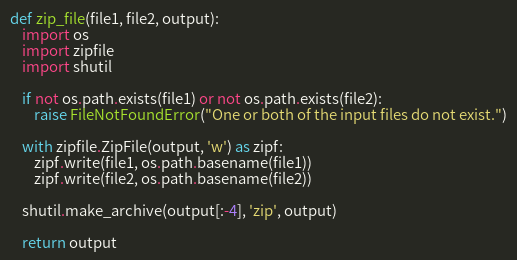 def zip_file(file1, file2, output):
    import os
    import zipfile
    import shutil

    if not os.path.exists(file1) or not os.path.exists(file2):
        raise FileNotFoundError("One or both of the input files do not exist.")

    with zipfile.ZipFile(output, 'w') as zipf:
        zipf.write(file1, os.path.basename(file1))
        zipf.write(file2, os.path.basename(file2))

    shutil.make_archive(output[:-4], 'zip', output)

    return output